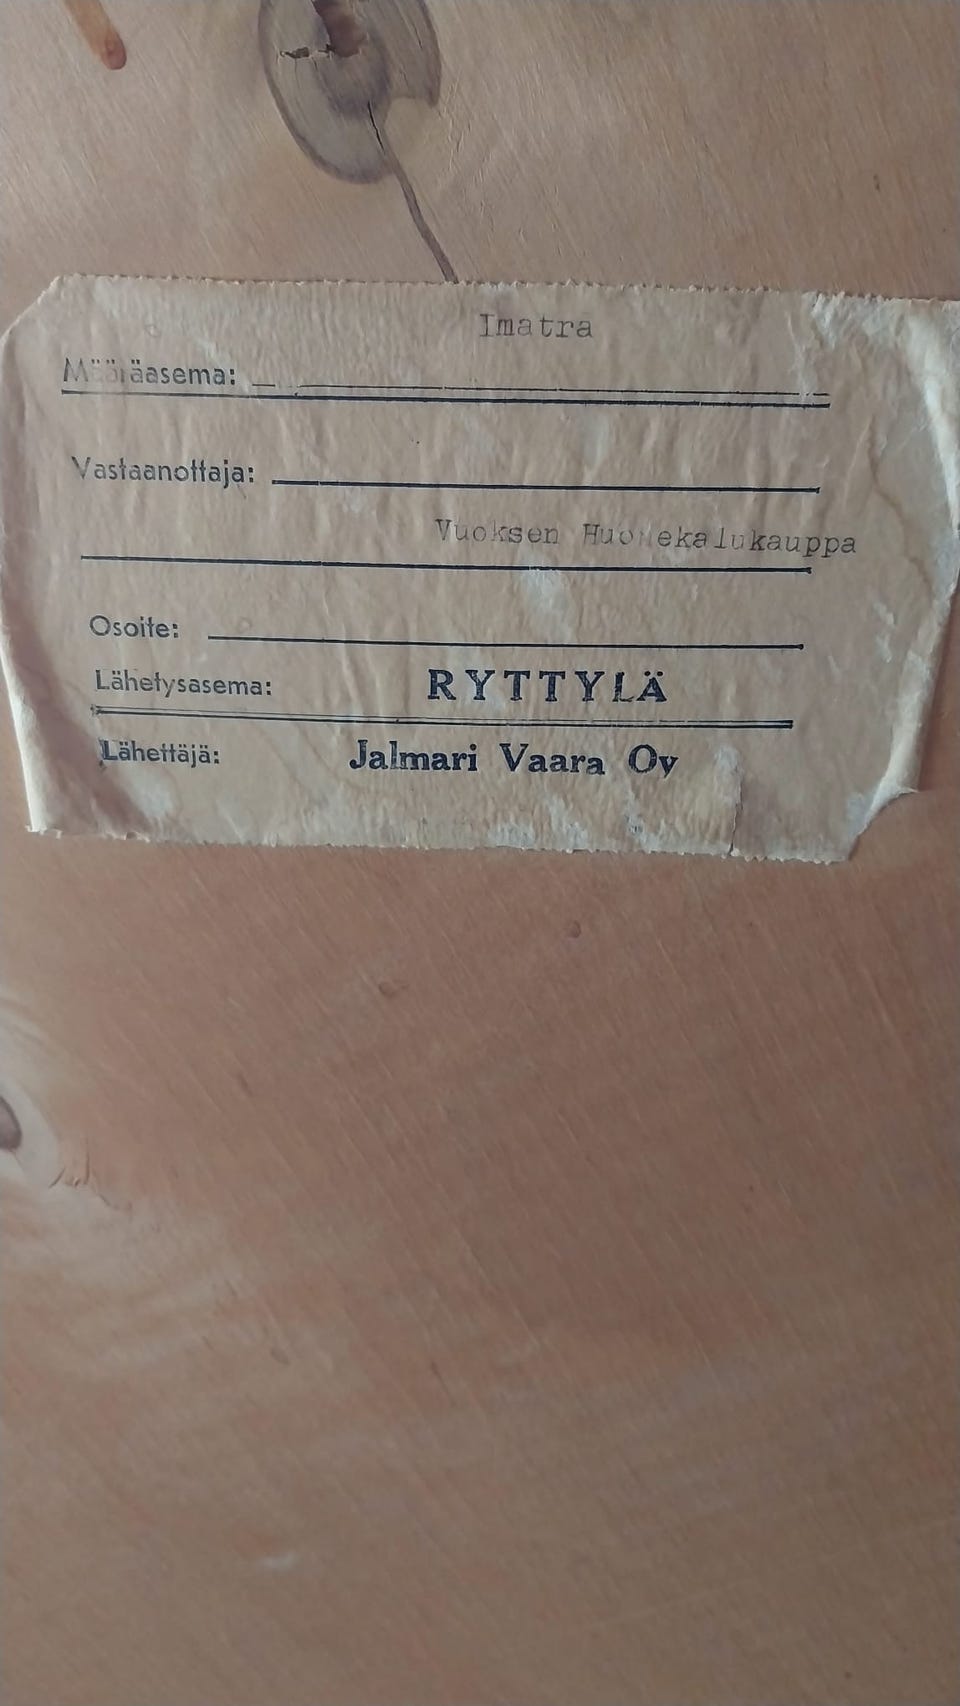 Imatra
Määräasema:
Vastaanottaja:
Vuoksen Huonekalukauppa
Osoite:
Lähetysasema: RYTTYLÄ
Lähettäjä: Jalmari Vaara Oy